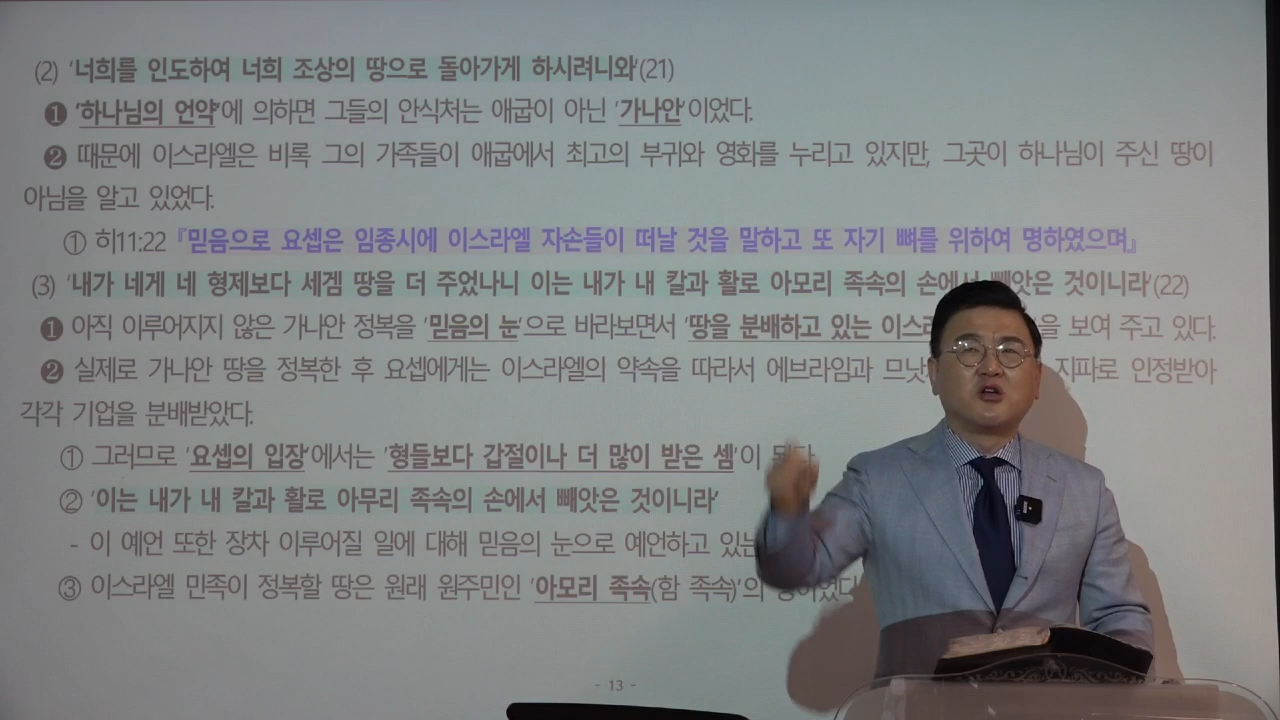 (2) '너희를 인도하여 너희 조상의 땅으로 돌아가게 하시려니와'(21)
❶ '하나님의 언약'에 의하면 그들의 안식처는 애굽이 아닌 '가나안'이었다.
❷ 때문에 이스라엘은 비록 그의 가족들이 애굽에서 최고의 부귀와 영화를 누리고 있지만, 그곳이 하나님이 주신 땅이
아님을 알고 있었다.
① 히11:22 『믿음으로 요셉은 임종시에 이스라엘 자손들이 떠날 것을 말하고 또 자기 뼈를 위하여 명하였으며』
(3) '내가 네게 네 형제보다 세겜 땅을 더 주었나니 이는 내가 내 칼과 활로 아모리 족속의 손에서 빼앗은 것이니라'(22)
❶ 아직 이루어지지 않은 가나안 정복을 '믿음의 눈'으로 바라보면서 '땅을 분배하고 있는 이스 을 보여 주고 있다.
❷ 실제로 가나안 땅을 정복한 후 요셉에게는 이스라엘의 약속을 따라서 에브라임과 므낫 지파로 인정받아
각각 기업을 분배받았다.
① 그러므로 '요셉의 입장'에서는 '형들보다 갑절이나 더 많이 받은 셈'이 된다
② '이는 내가 내 칼과 활로 아무리 족속의 손에서 빼앗은 것이니라'
- 이 예언 또한 장차 이루어질 일에 대해 믿음의 눈으로 예언하고 있는
③ 이스라엘 민족이 정복할 땅은 원래 원주민인 '아모리 족속(함 족속)'의
- 13 -